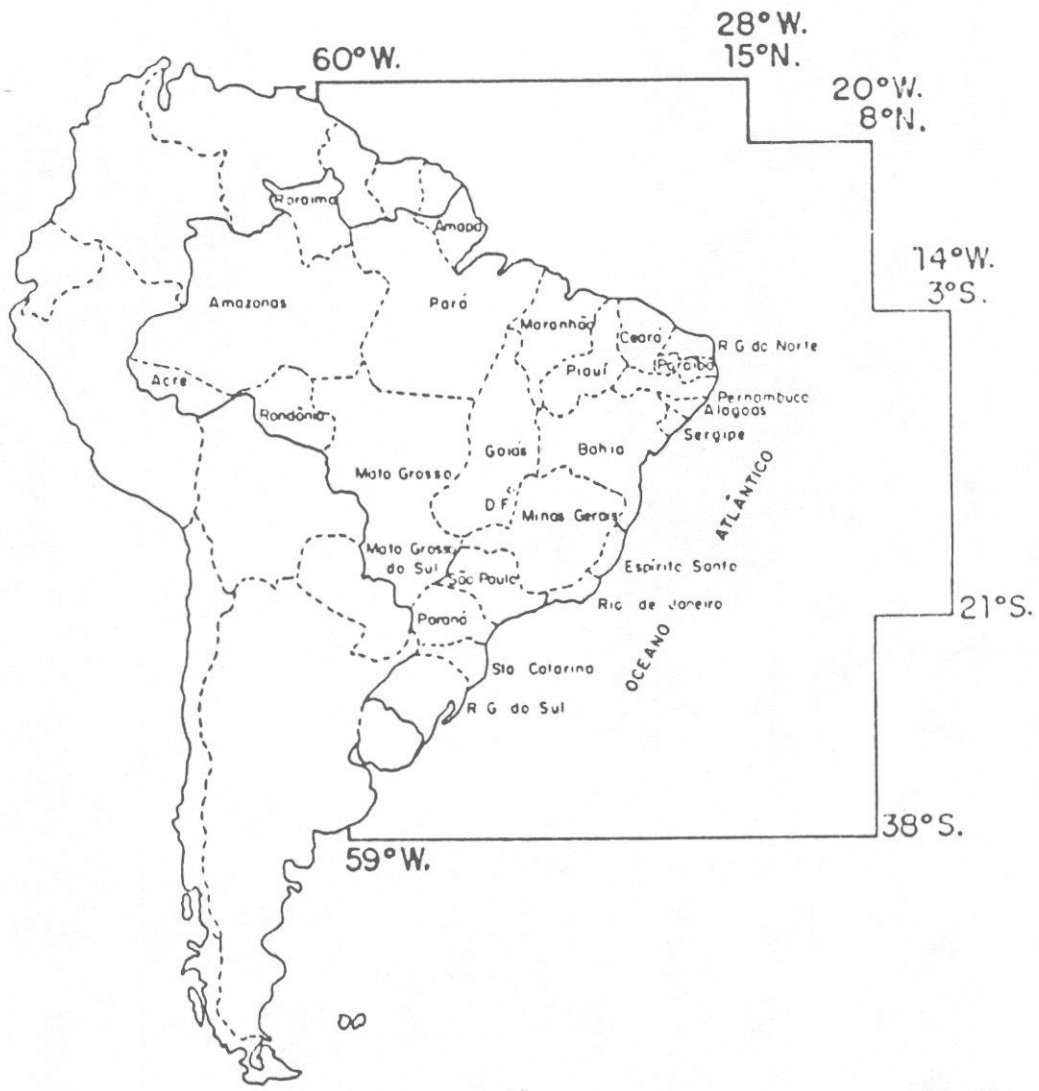 28°W.
60°W.
15°N.
20°W.
8°N.
Roraima
Amapá
14°W.
3°S.
Amazonas
Pará
Maranhão
Ceará
R G do Norte
Paraíba
Piauí
Acre
Pernambuco
Alagoas
Rondônia
Sergipe
Goiás
Bahia
Mato Grosso
D F
Minas Gerais
ATLÂNTICO
Mato Grosso
do Sul
São Paulo
Espírito Santo
Rio de Janeiro
21°S.
Paraná
OCEANO
Sta Catarina
R G do Sul
38°S.
59°W.